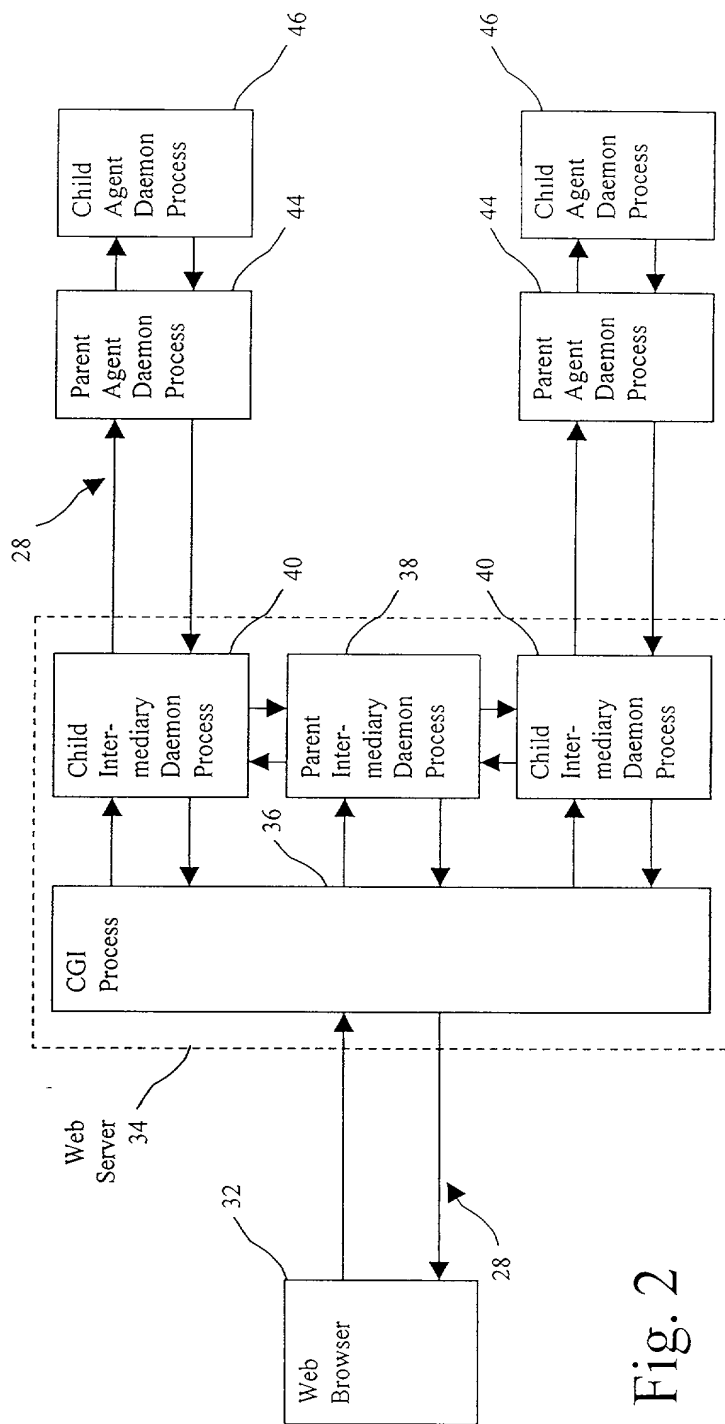 Web
Browser
32
28
Web
Server
34
CGI
Process
36
Child
Inter-
mediary
Daemon
Process
40
Parent
Inter-
mediary
Daemon
Process
38
Child
Inter-
mediary
Daemon
Process
40
28
Parent
Agent
Daemon
Process
44
Child
Agent
Daemon
Process
46
Parent
Agent
Daemon
Process
44
Child
Agent
Daemon
Process
46
Fig. 2